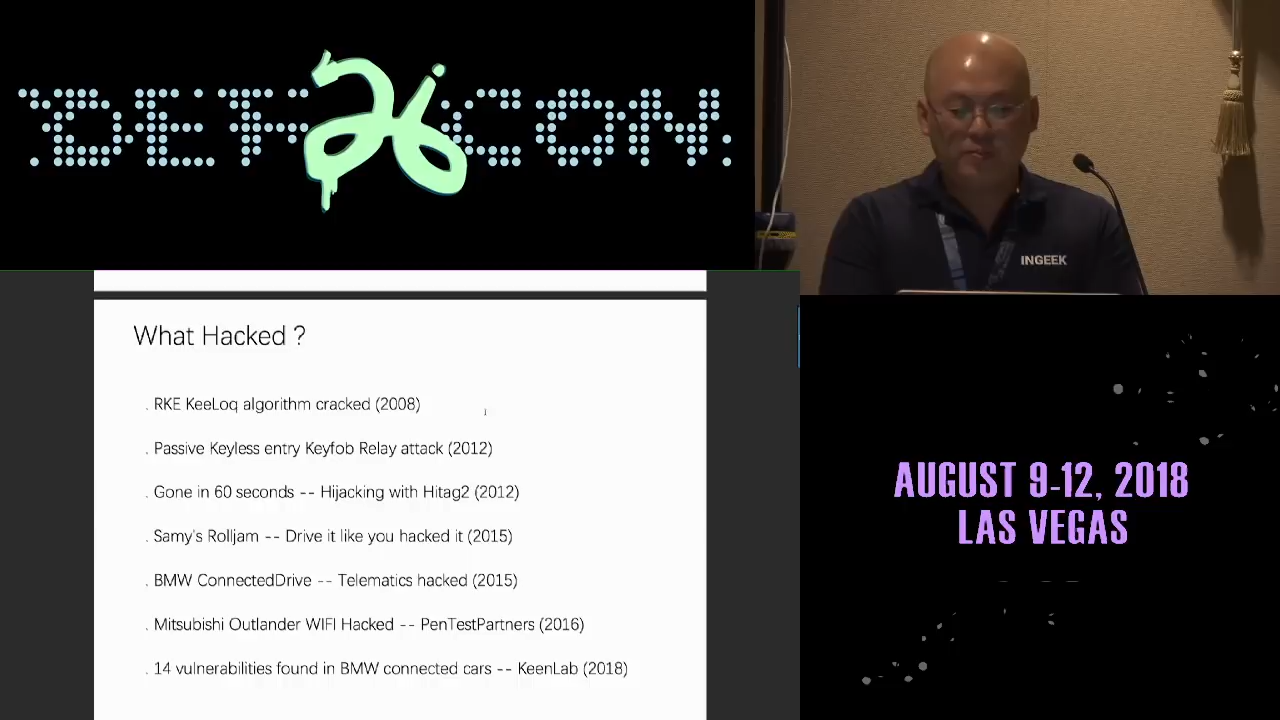 DEF26CON
INGEEK
What Hacked ?
. RKE KeeLoq algorithm cracked (2008)
. Passive Keyless entry Keyfob Relay attack (2012)
. Gone in 60 seconds -- Hijacking with Hitag2 (2012)
. Samy's Rolljam -- Drive it like you hacked it (2015)
. BMW ConnectedDrive -- Telematics hacked (2015)
. Mitsubishi Outlander WIFI Hacked -- PenTestPartners (2016)
. 14 vulnerabilities found in BMW connected cars -- KeenLab (2018)
AUGUST 9-12, 2018
LAS VEGAS